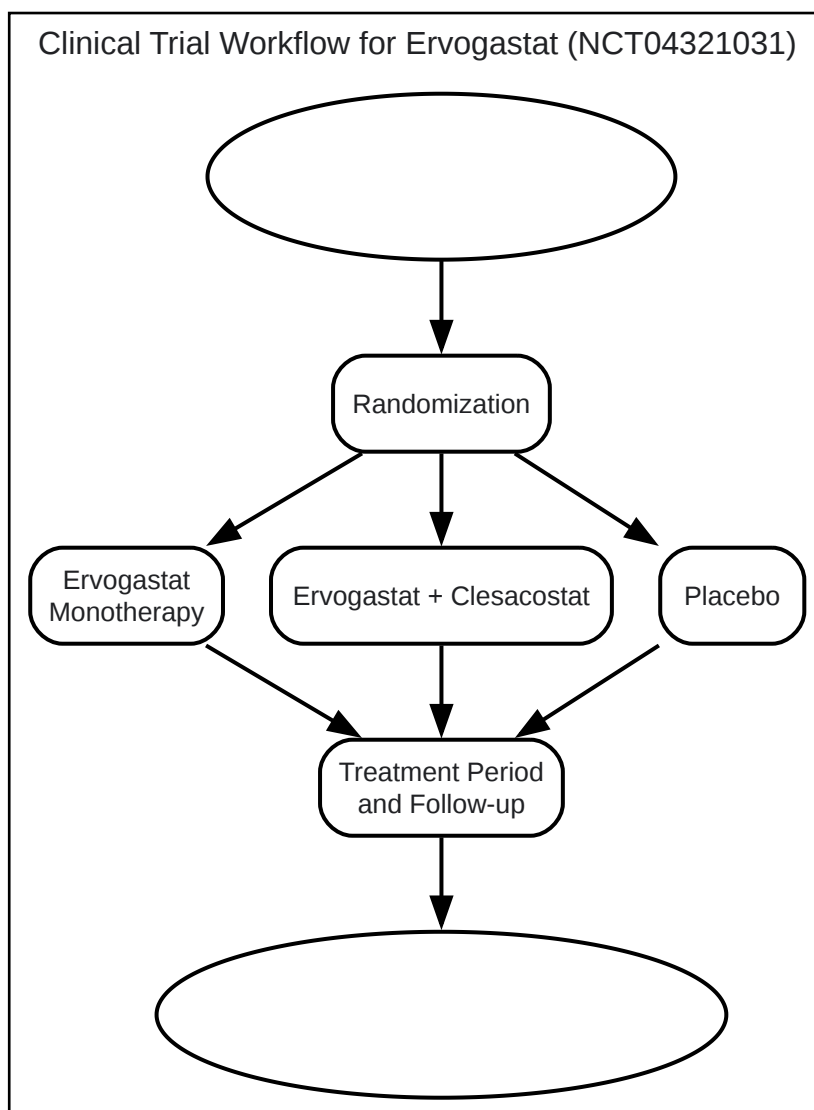 Clinical Trial Workflow for Ervogastat (NCT04321031)
Randomization
Ervogastat
Monotherapy
Ervogastat + Clesacostat
Placebo
Treatment Period
and Follow-up